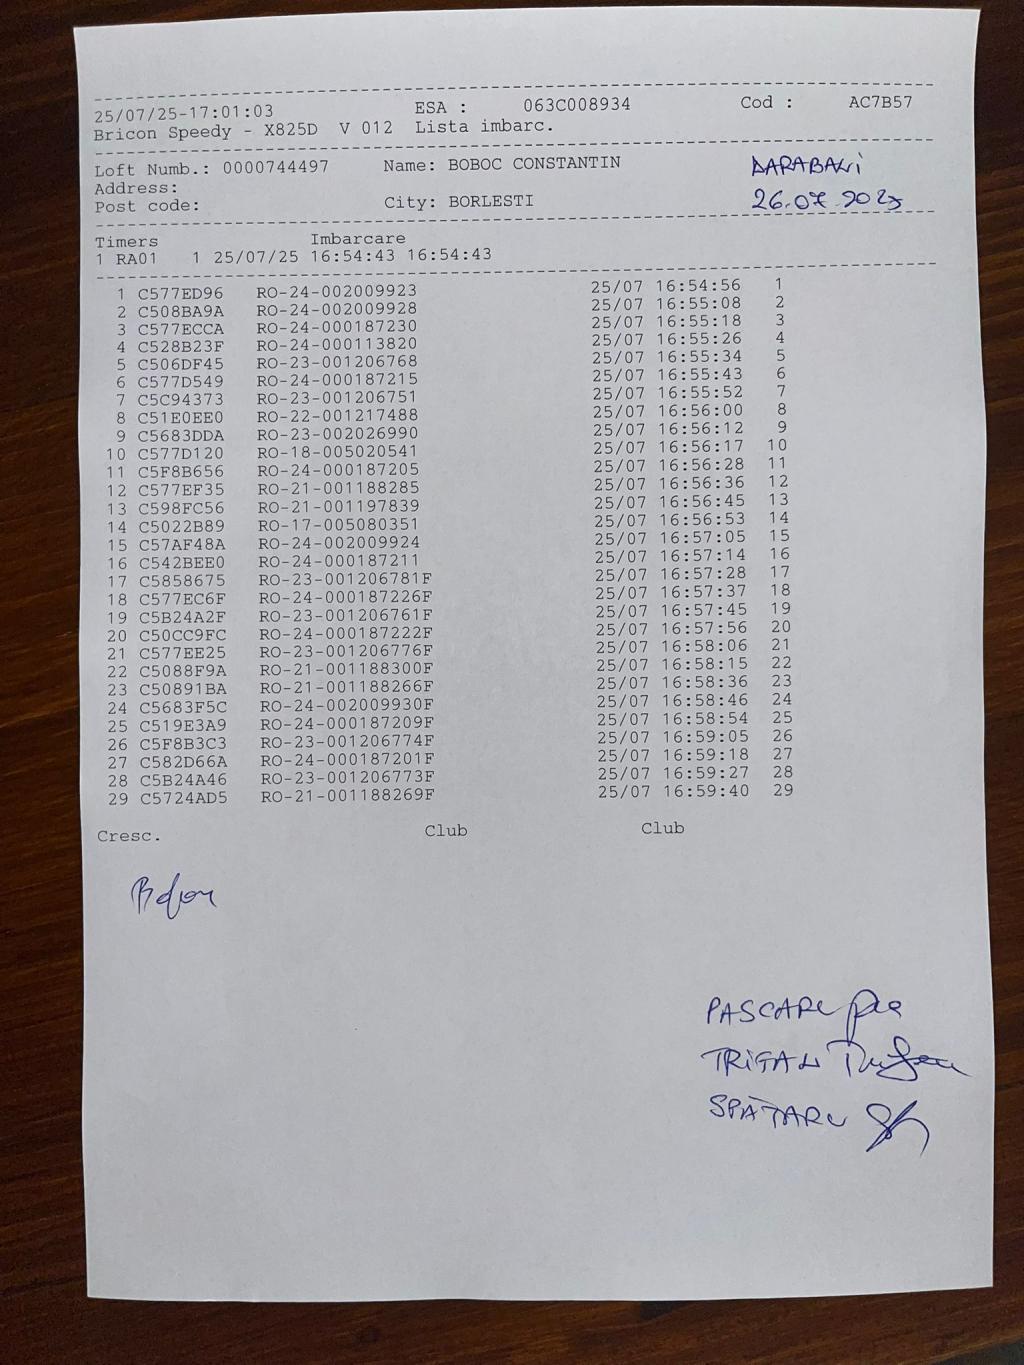 25/07/25-17:01:03 ESA : 063C008934 Cod : AC7B57
Bricon Speedy - X825D V 012 Lista imbarc.
Loft Numb.: 0000744497 Name: BOBOC CONSTANTIN DARABANi
Address:
Post code: City: BORLESTI 26.07.2025
Timers Imbarcare
1 RA01 1 25/07/25 16:54:43 16:54:43
1 C577ED96 RO-24-002009923 25/07 16:54:56 1
2 C508BA9A RO-24-002009928 25/07 16:55:08 2
3 C577ECCA RO-24-000187230 25/07 16:55:18 3
4 C528B23F RO-24-000113820 25/07 16:55:26 4
5 C506DF45 RO-23-001206768 25/07 16:55:34 5
6 C577D549 RO-24-000187215 25/07 16:55:43 6
7 C5C94373 RO-23-001206751 25/07 16:55:52 7
8 C51E0EE0 RO-22-001217488 25/07 16:56:00 8
9 C5683DDA RO-23-002026990 25/07 16:56:12 9
10 C577D120 RO-18-005020541 25/07 16:56:17 10
11 C5F8B656 RO-24-000187205 25/07 16:56:28 11
12 C577EF35 RO-21-001188285 25/07 16:56:36 12
13 C598FC56 RO-21-001197839 25/07 16:56:45 13
14 C5022B89 RO-17-005080351 25/07 16:56:53 14
15 C57AF48A RO-24-002009924 25/07 16:57:05 15
16 C542BEE0 RO-24-000187211 25/07 16:57:14 16
17 C5858675 RO-23-001206781F 25/07 16:57:28 17
18 C577EC6F RO-24-000187226F 25/07 16:57:37 18
19 C5B24A2F RO-23-001206761F 25/07 16:57:45 19
20 C50CC9FC RO-24-000187222F 25/07 16:57:56 20
21 C577EE25 RO-23-001206776F 25/07 16:58:06 21
22 C5088F9A RO-21-001188300F 25/07 16:58:15 22
23 C50891BA RO-21-001188266F 25/07 16:58:36 23
24 C5683F5C RO-24-002009930F 25/07 16:58:46 24
25 C519E3A9 RO-24-000187209F 25/07 16:58:54 25
26 C5F8B3C3 RO-23-001206774F 25/07 16:59:05 26
27 C582D66A RO-24-000187201F 25/07 16:59:18 27
28 C5B24A46 RO-23-001206773F 25/07 16:59:27 28
29 C5724AD5 RO-21-001188269F 25/07 16:59:40 29
Cresc. Club Club
PASCARU
TRiFAN
SPĂTARU